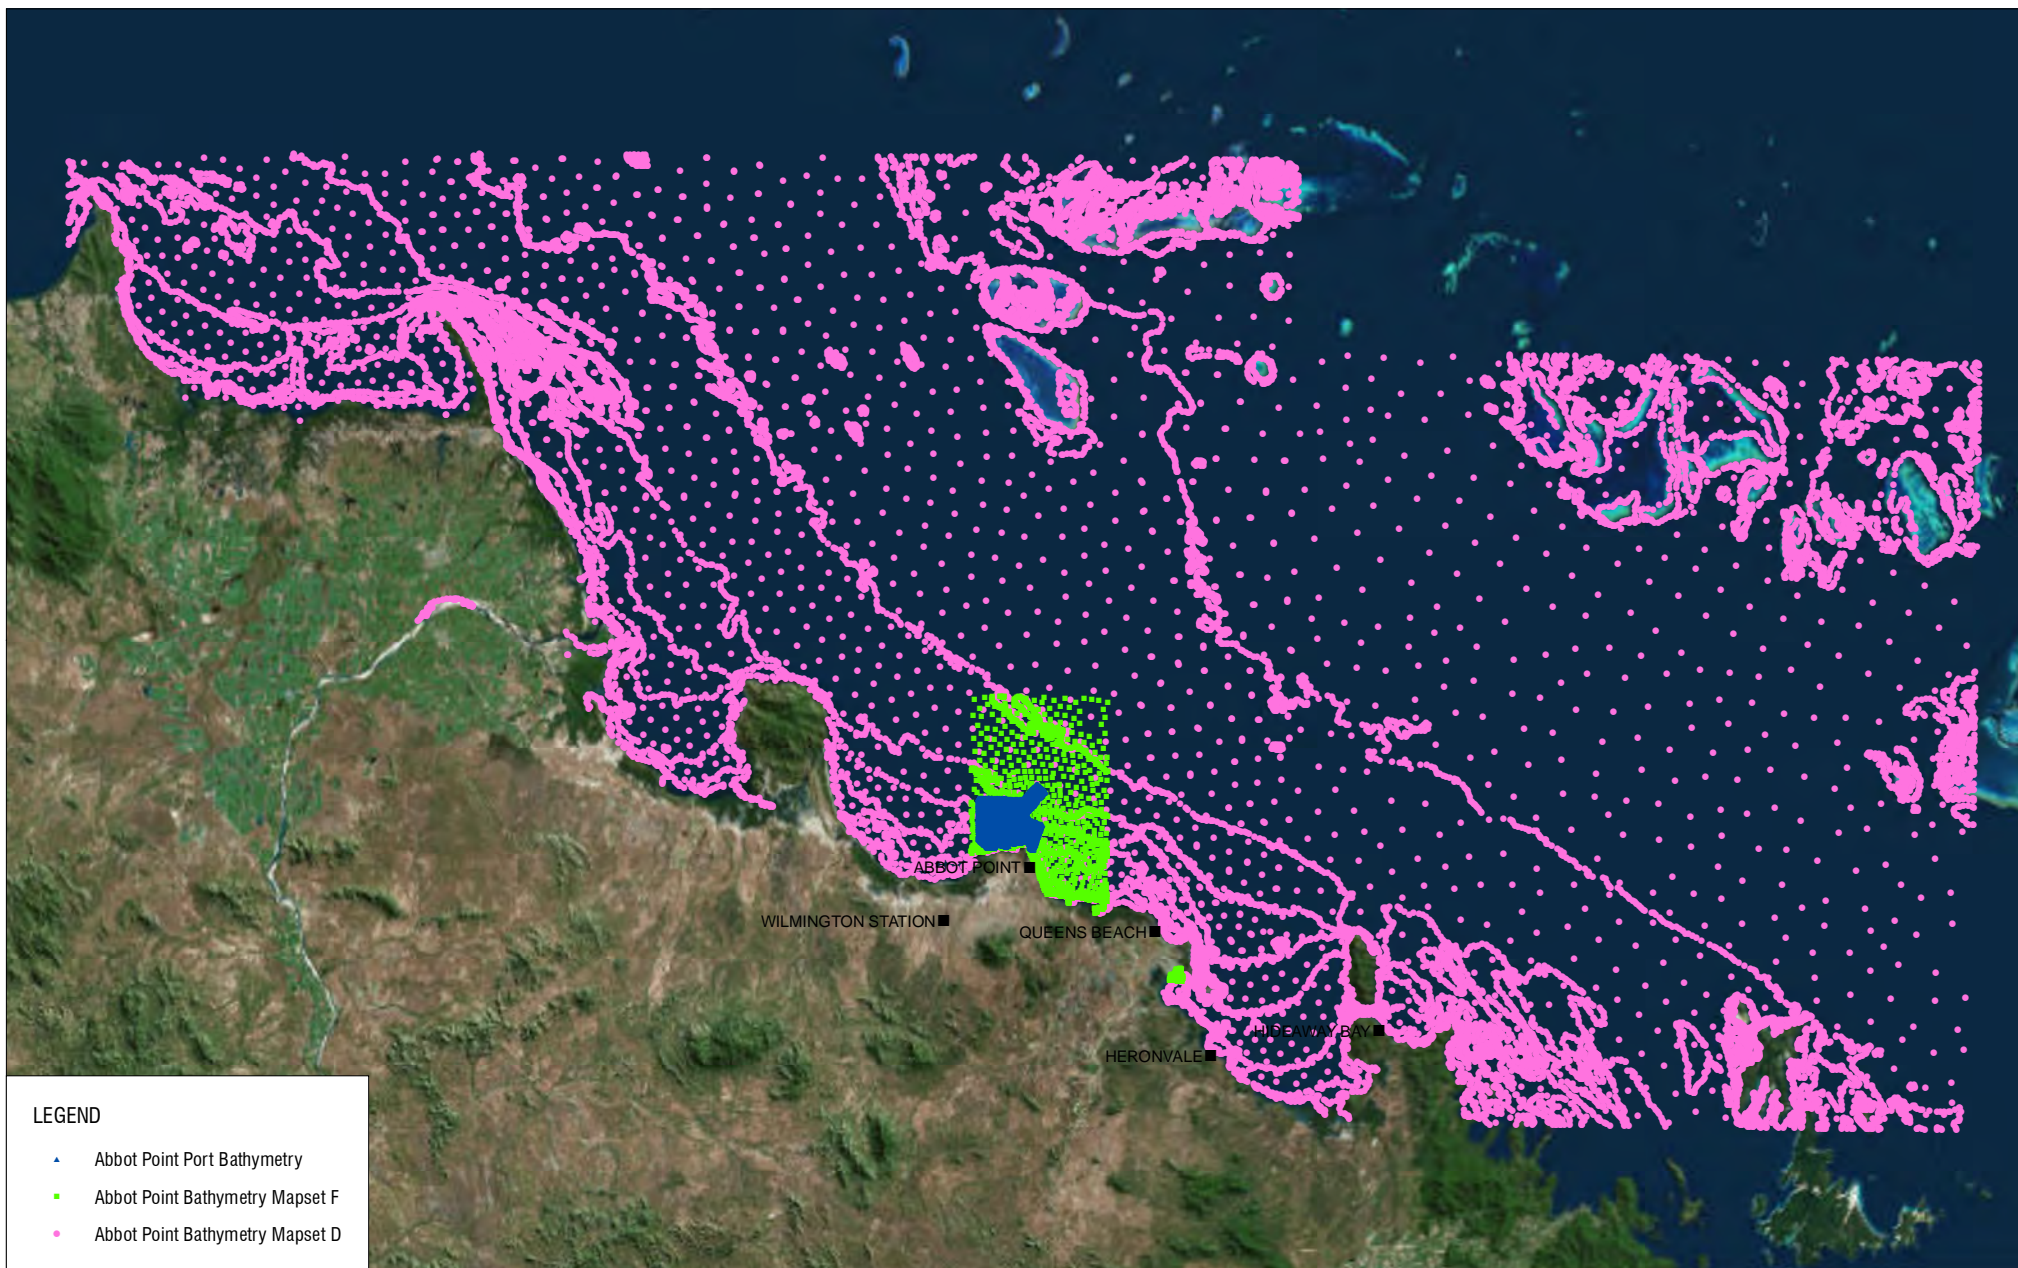 ABBOT POINT
WILMINGTON STATION
QUEENS BEACH
HIDEAWAY BAY
HERONVALE
LEGEND
Abbot Point Port Bathymetry
Abbot Point Bathymetry Mapset F
Abbot Point Bathymetry Mapset D